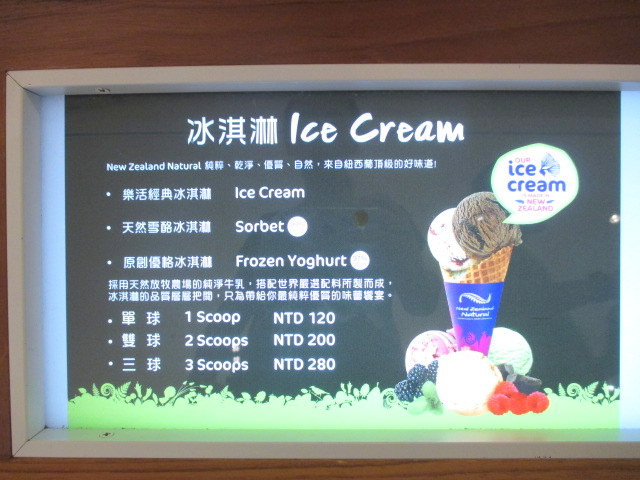 冰淇淋 Ice Cream
New Zealand Natural 純粹、乾淨、優質、自然，來自紐西蘭頂級的好味道!
OUR
ice
cream
NEW
ZEALAND
• 樂活經典冰淇淋 Ice Cream
• 天然雪酪冰淇淋 Sorbet
• 原創優酪冰淇淋 Frozen Yoghurt
採用天然放牧農場的純淨牛乳，搭配世界嚴選配料所製而成，
冰淇淋的品質層層把關，只為帶給你最純粹優質的味蕾饗宴。
• 單 球 1 Scoop NTD 120
• 雙 球 2 Scoops NTD 200
• 三 球 3 Scoops NTD 280
New Zealand
Natural